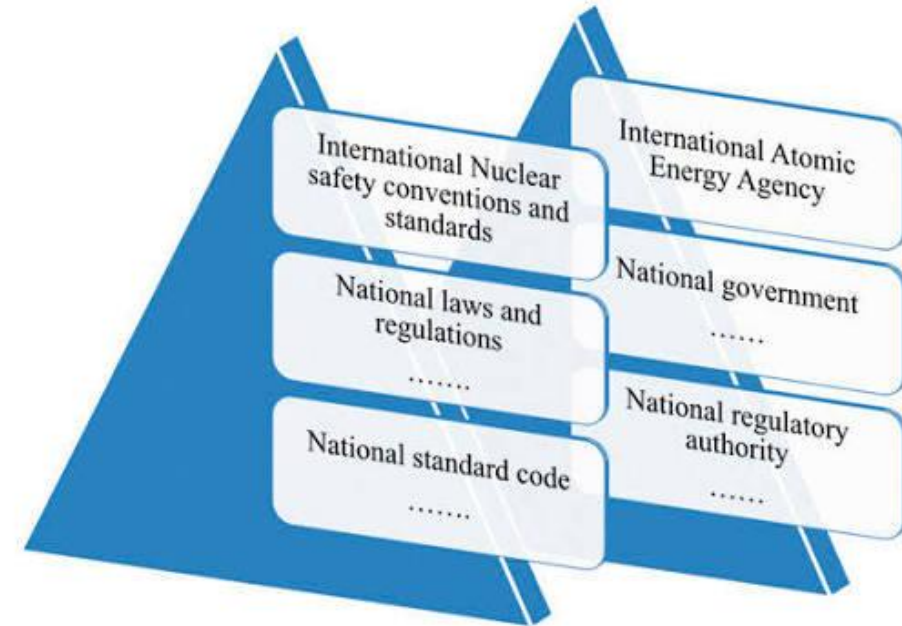 International Nuclear
safety conventions and
standards
National laws and
regulations
.......
National standard code
.......
International Atomic
Energy Agency
National government
......
National regulatory
authority
......